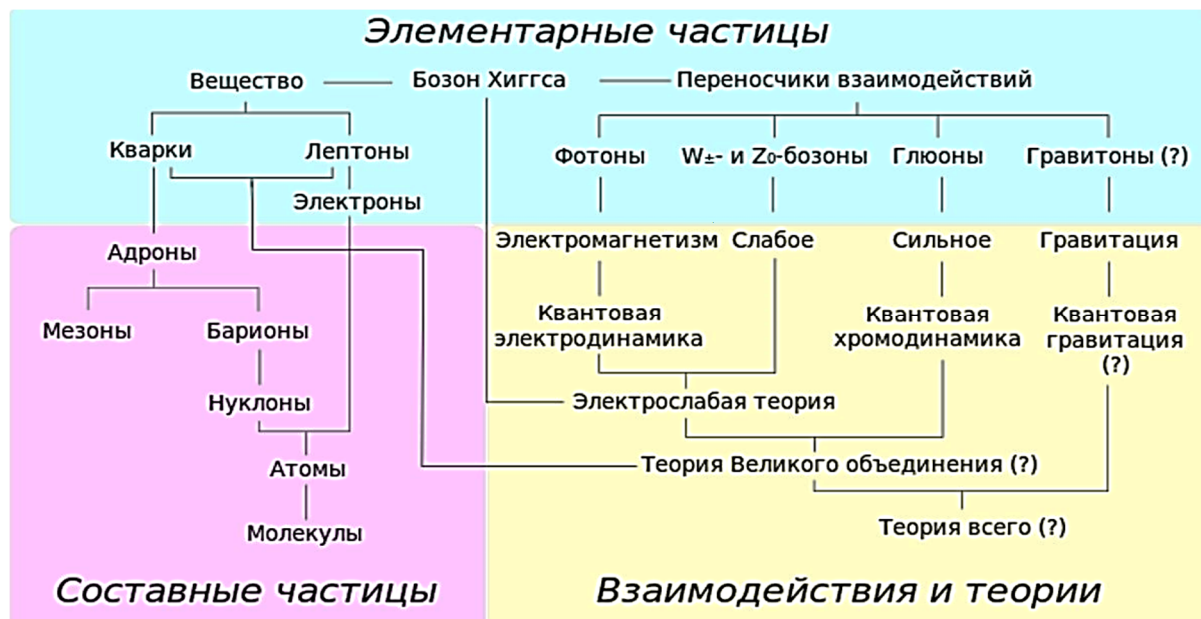 Элементарные частицы
Вещество
Бозон Хиггса
Переносчики взаимодействий
Кварки
Лептоны
Фотоны
W±- и Z0-бозоны
Глюоны
Гравитоны (?)
Электроны
Адроны
Электромагнетизм
Слабое
Сильное
Гравитация
Мезоны
Барионы
Квантовая
электродинамика
Квантовая
хромодинамика
Квантовая
гравитация
(?)
Нуклоны
Электрослабая теория
Атомы
Теория Великого объединения (?)
Молекулы
Теория всего (?)
Составные частицы
Взаимодействия и теории